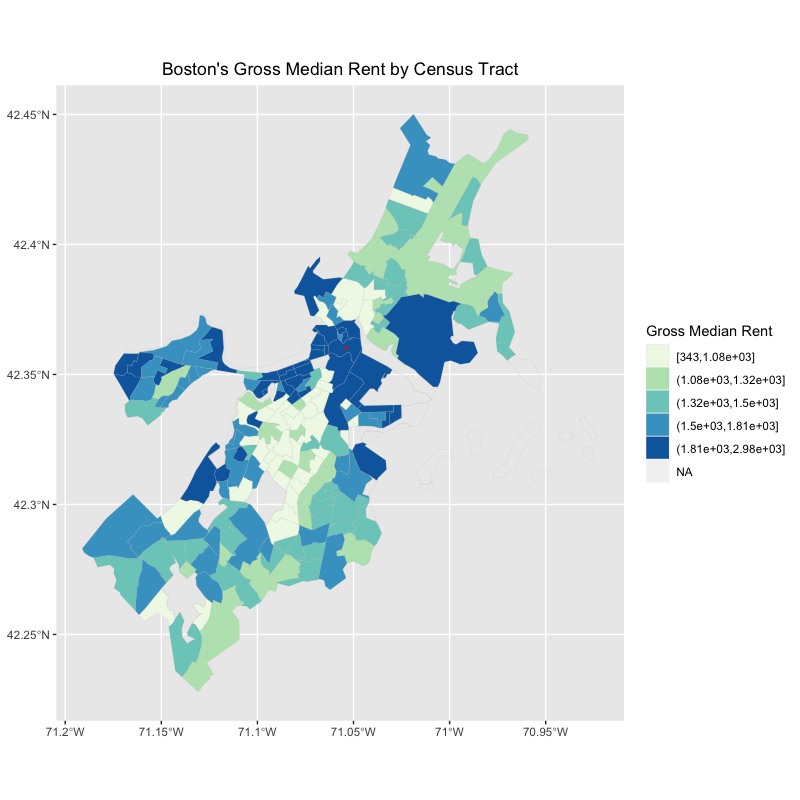 Boston's Gross Median Rent by Census Tract
42.45°N
42.4°N
42.35°N
42.3°N
42.25°N
71.2°W
71.15°W
71.1°W
71.05°W
71°W
70.95°W
Gross Median Rent
[343,1.08e+03]
(1.08e+03,1.32e+03]
(1.32e+03,1.5e+03]
(1.5e+03,1.81e+03]
(1.81e+03,2.98e+03]
NA